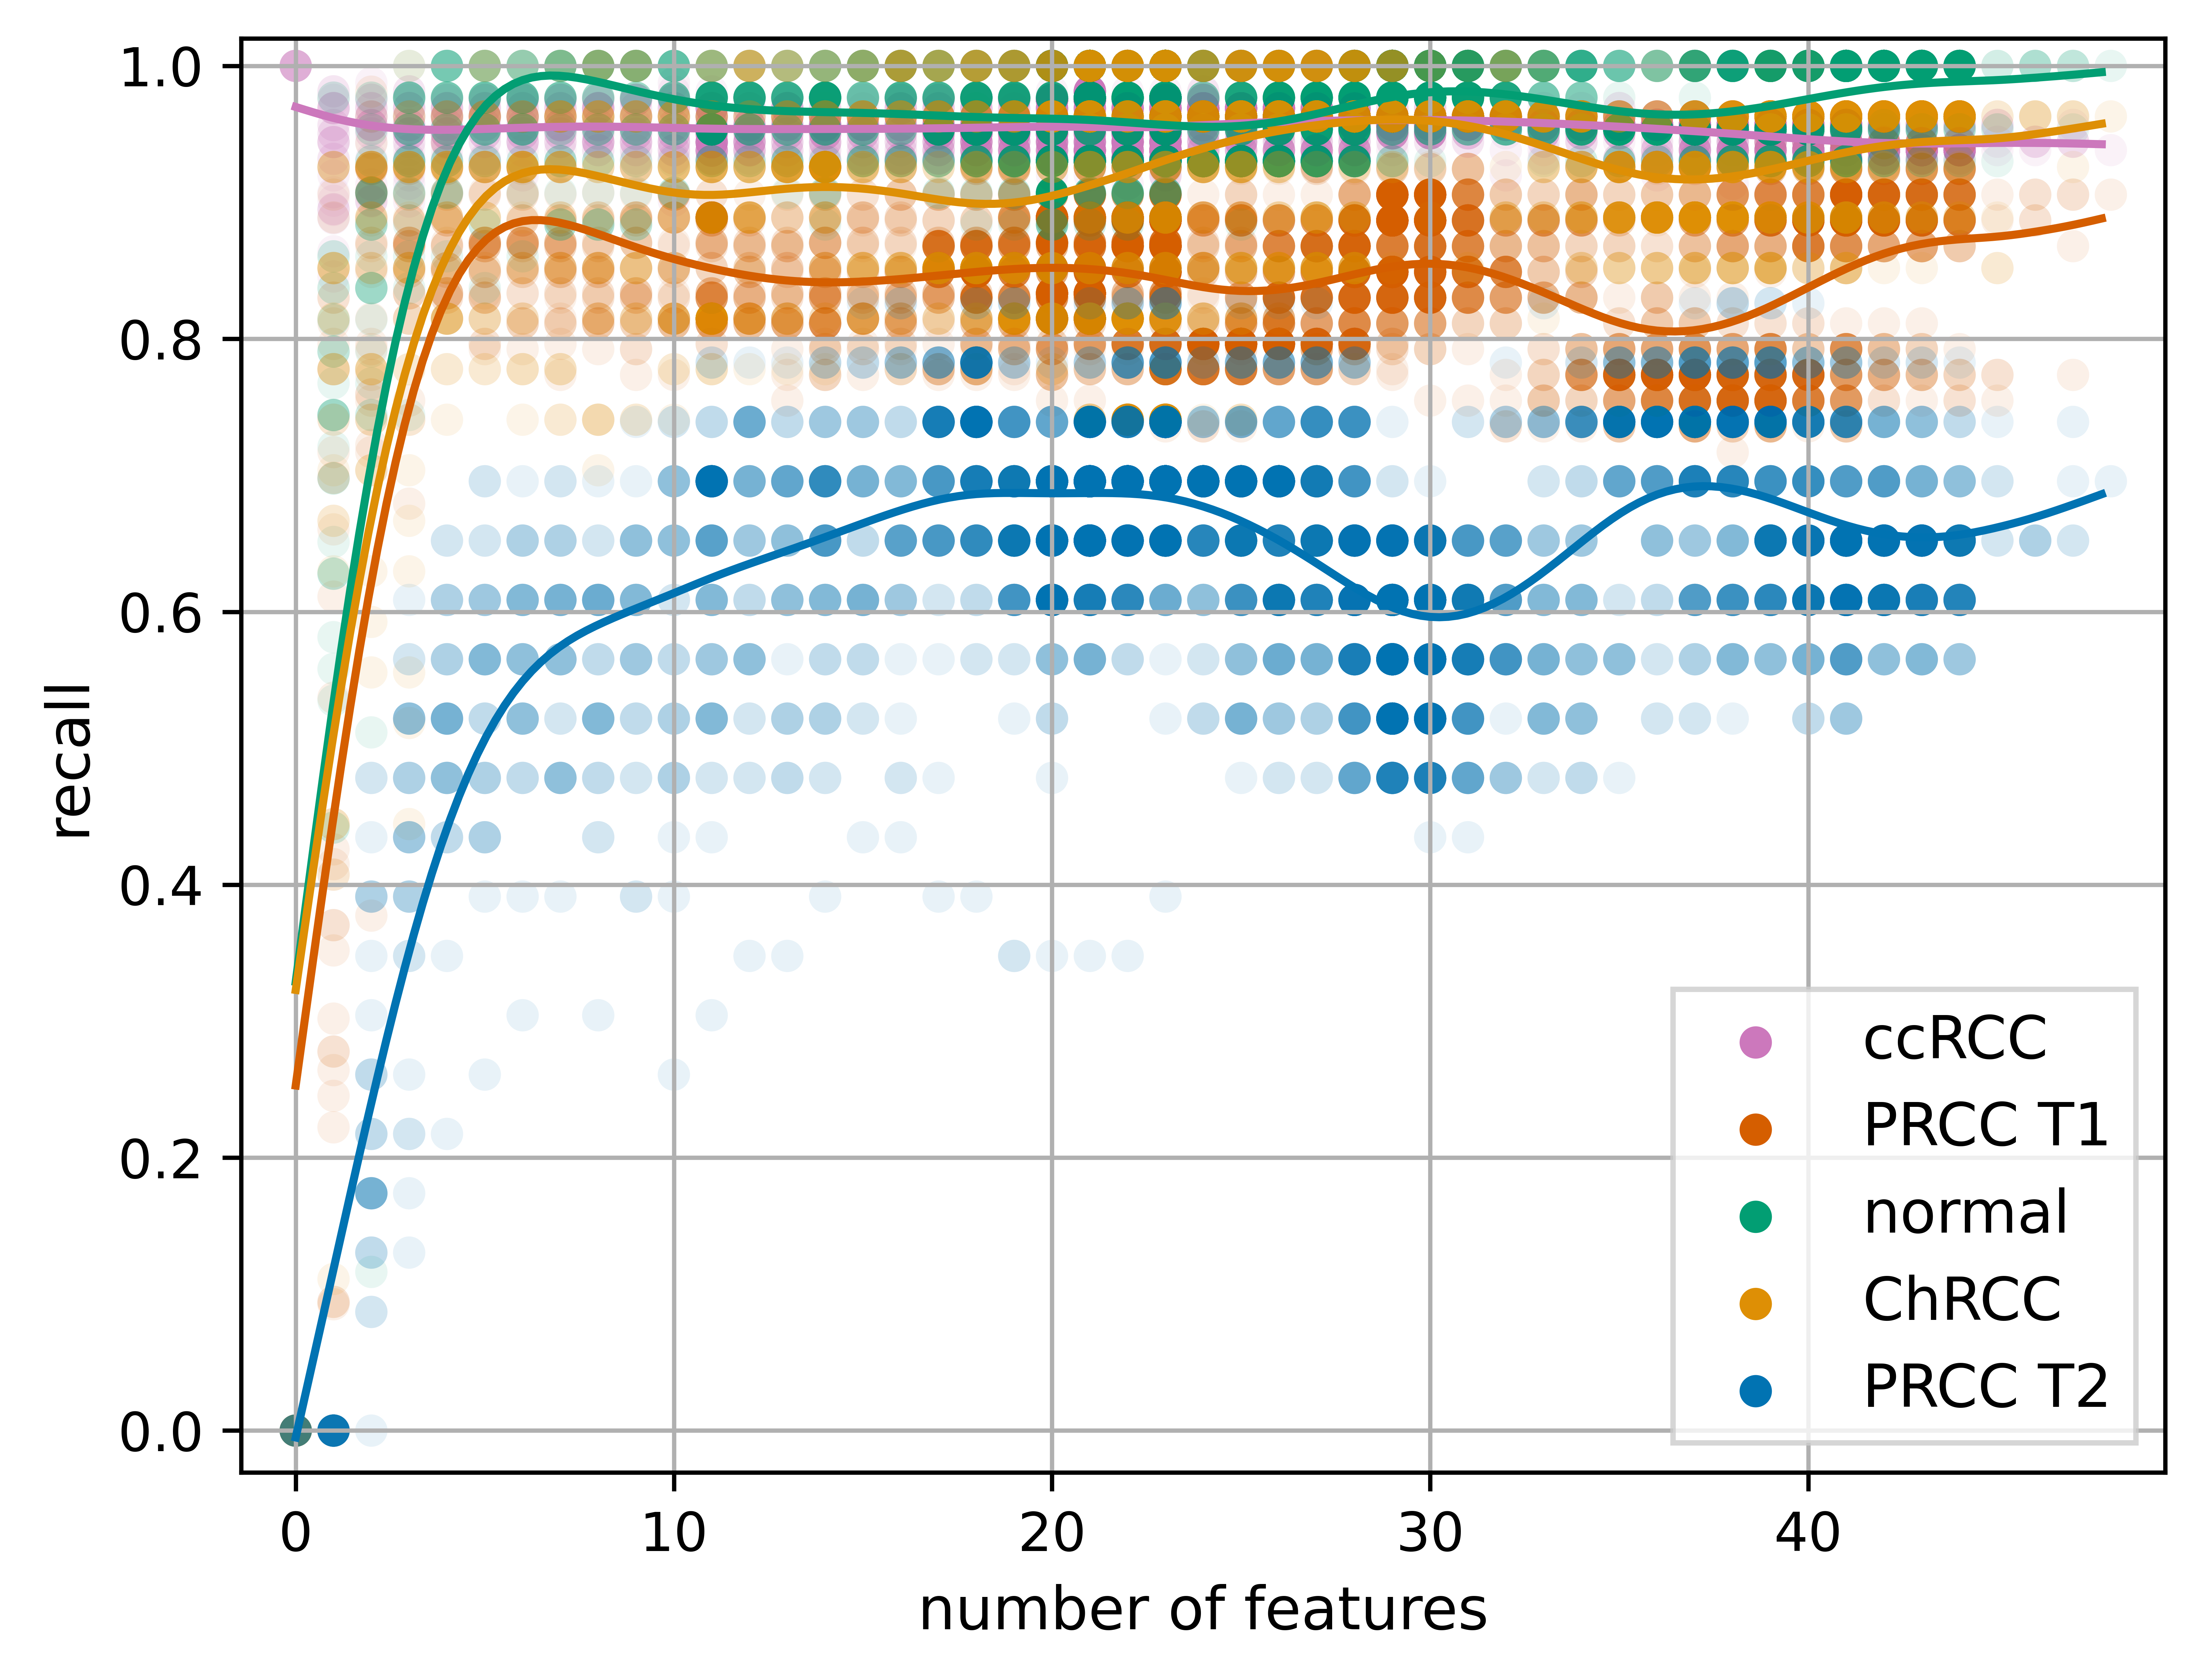 1.0
0.8
0.6
0.4
0.2
0.0
recall
ccRCC
PRCC T1
normal
ChRCC
PRCC T2
0 10 20 30 40
number of features